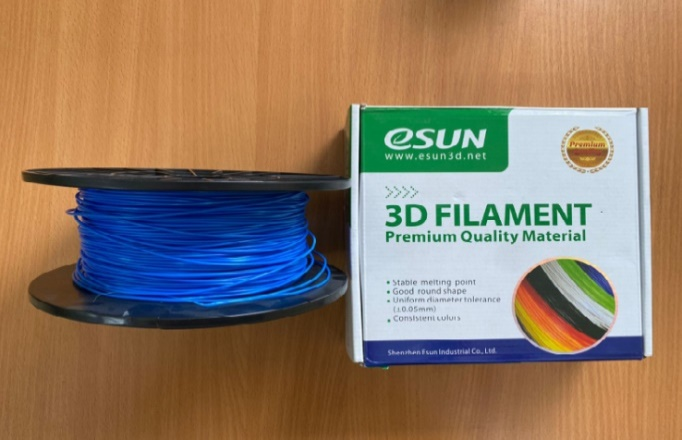 eSUN
www.esun3d.net
Premium
>>>>
3D FILAMENT
Premium Quality Material
• Stable melting point
• Good round shape
• Uniform diameter tolerance
(±0.05mm)
• Consistent colors
Shenzhen Esun Industrial Co., Ltd.